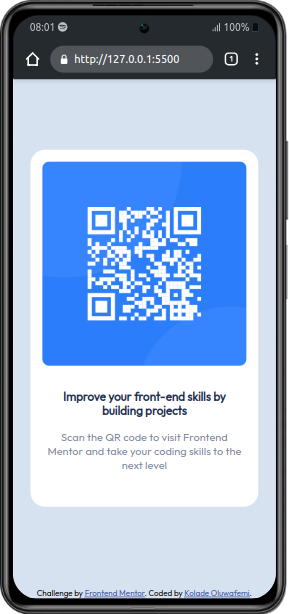 08:01 100%
http://127.0.0.1:5500 1
Improve your front-end skills by
building projects
Scan the QR code to visit Frontend
Mentor and take your coding skills to the
next level
Challenge by Frontend Mentor. Coded by Kolade Oluwafemi.